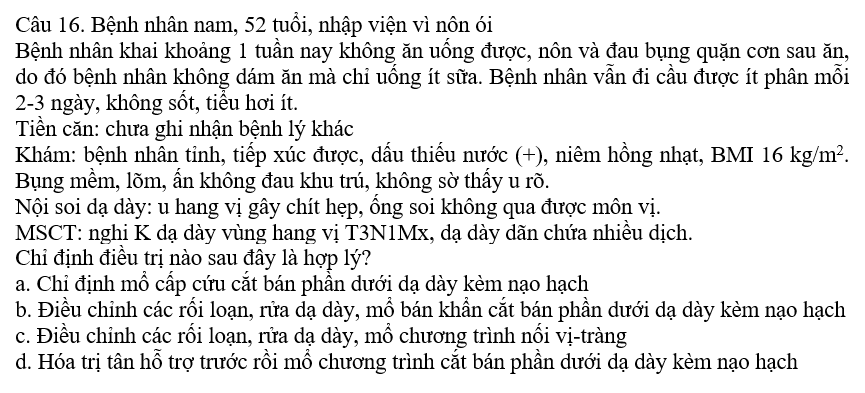 Câu 16. Bệnh nhân nam, 52 tuổi, nhập viện vì nôn ói
Bệnh nhân khai khoảng 1 tuần nay không ăn uống được, nôn và đau bụng quặn cơn sau ăn,
do đó bệnh nhân không dám ăn mà chỉ uống ít sữa. Bệnh nhân vẫn đi cầu được ít phân mỗi
2-3 ngày, không sốt, tiểu hơi ít.
Tiền căn: chưa ghi nhận bệnh lý khác
Khám: bệnh nhân tỉnh, tiếp xúc được, dấu thiếu nước (+), niêm hồng nhạt, BMI 16 kg/m².
Bụng mềm, lõm, ấn không đau khu trú, không sờ thấy u rõ.
Nội soi dạ dày: u hang vị gây chít hẹp, ống soi không qua được môn vị.
MSCT: nghi K dạ dày vùng hang vị T3N1Mx, dạ dày dãn chứa nhiều dịch.
Chỉ định điều trị nào sau đây là hợp lý?
a. Chỉ định mổ cấp cứu cắt bán phần dưới dạ dày kèm nạo hạch
b. Điều chỉnh các rối loạn, rửa dạ dày, mổ bán khẩn cắt bán phần dưới dạ dày kèm nạo hạch
c. Điều chỉnh các rối loạn, rửa dạ dày, mổ chương trình nối vị-tràng
d. Hóa trị tân hỗ trợ trước rồi mổ chương trình cắt bán phần dưới dạ dày kèm nạo hạch